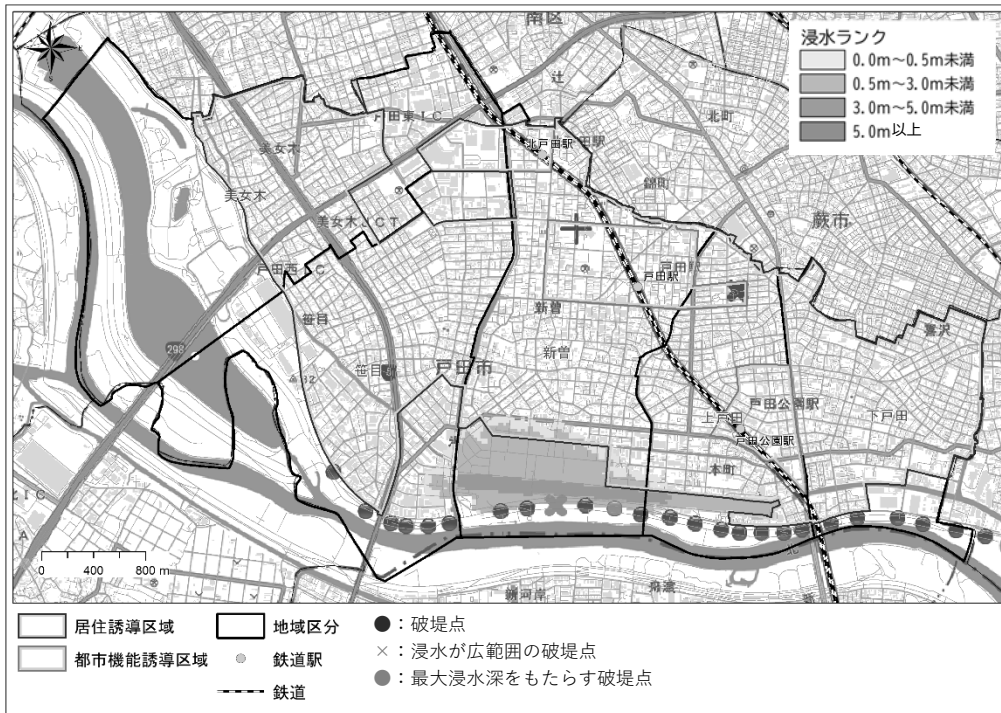 浸水ランク
0.0m～0.5m未満
0.5m～3.0m未満
3.0m～5.0m未満
5.0m以上
南区
辻
戸田東IC
北町
美女木
北戸田駅
錦町
美女木
美女木JCT
蕨市
戸田西IC
戸田駅
戸田駅
笹目
新曽
298
新曽
笹目
戸田市
上戸田
戸田公園駅
下戸田
戸田公園駅
本町
0 400 800 m
居住誘導区域
地域区分
：破堤点
都市機能誘導区域
鉄道駅
×：浸水が広範囲の破堤点
鉄道
：最大浸水深をもたらす破堤点